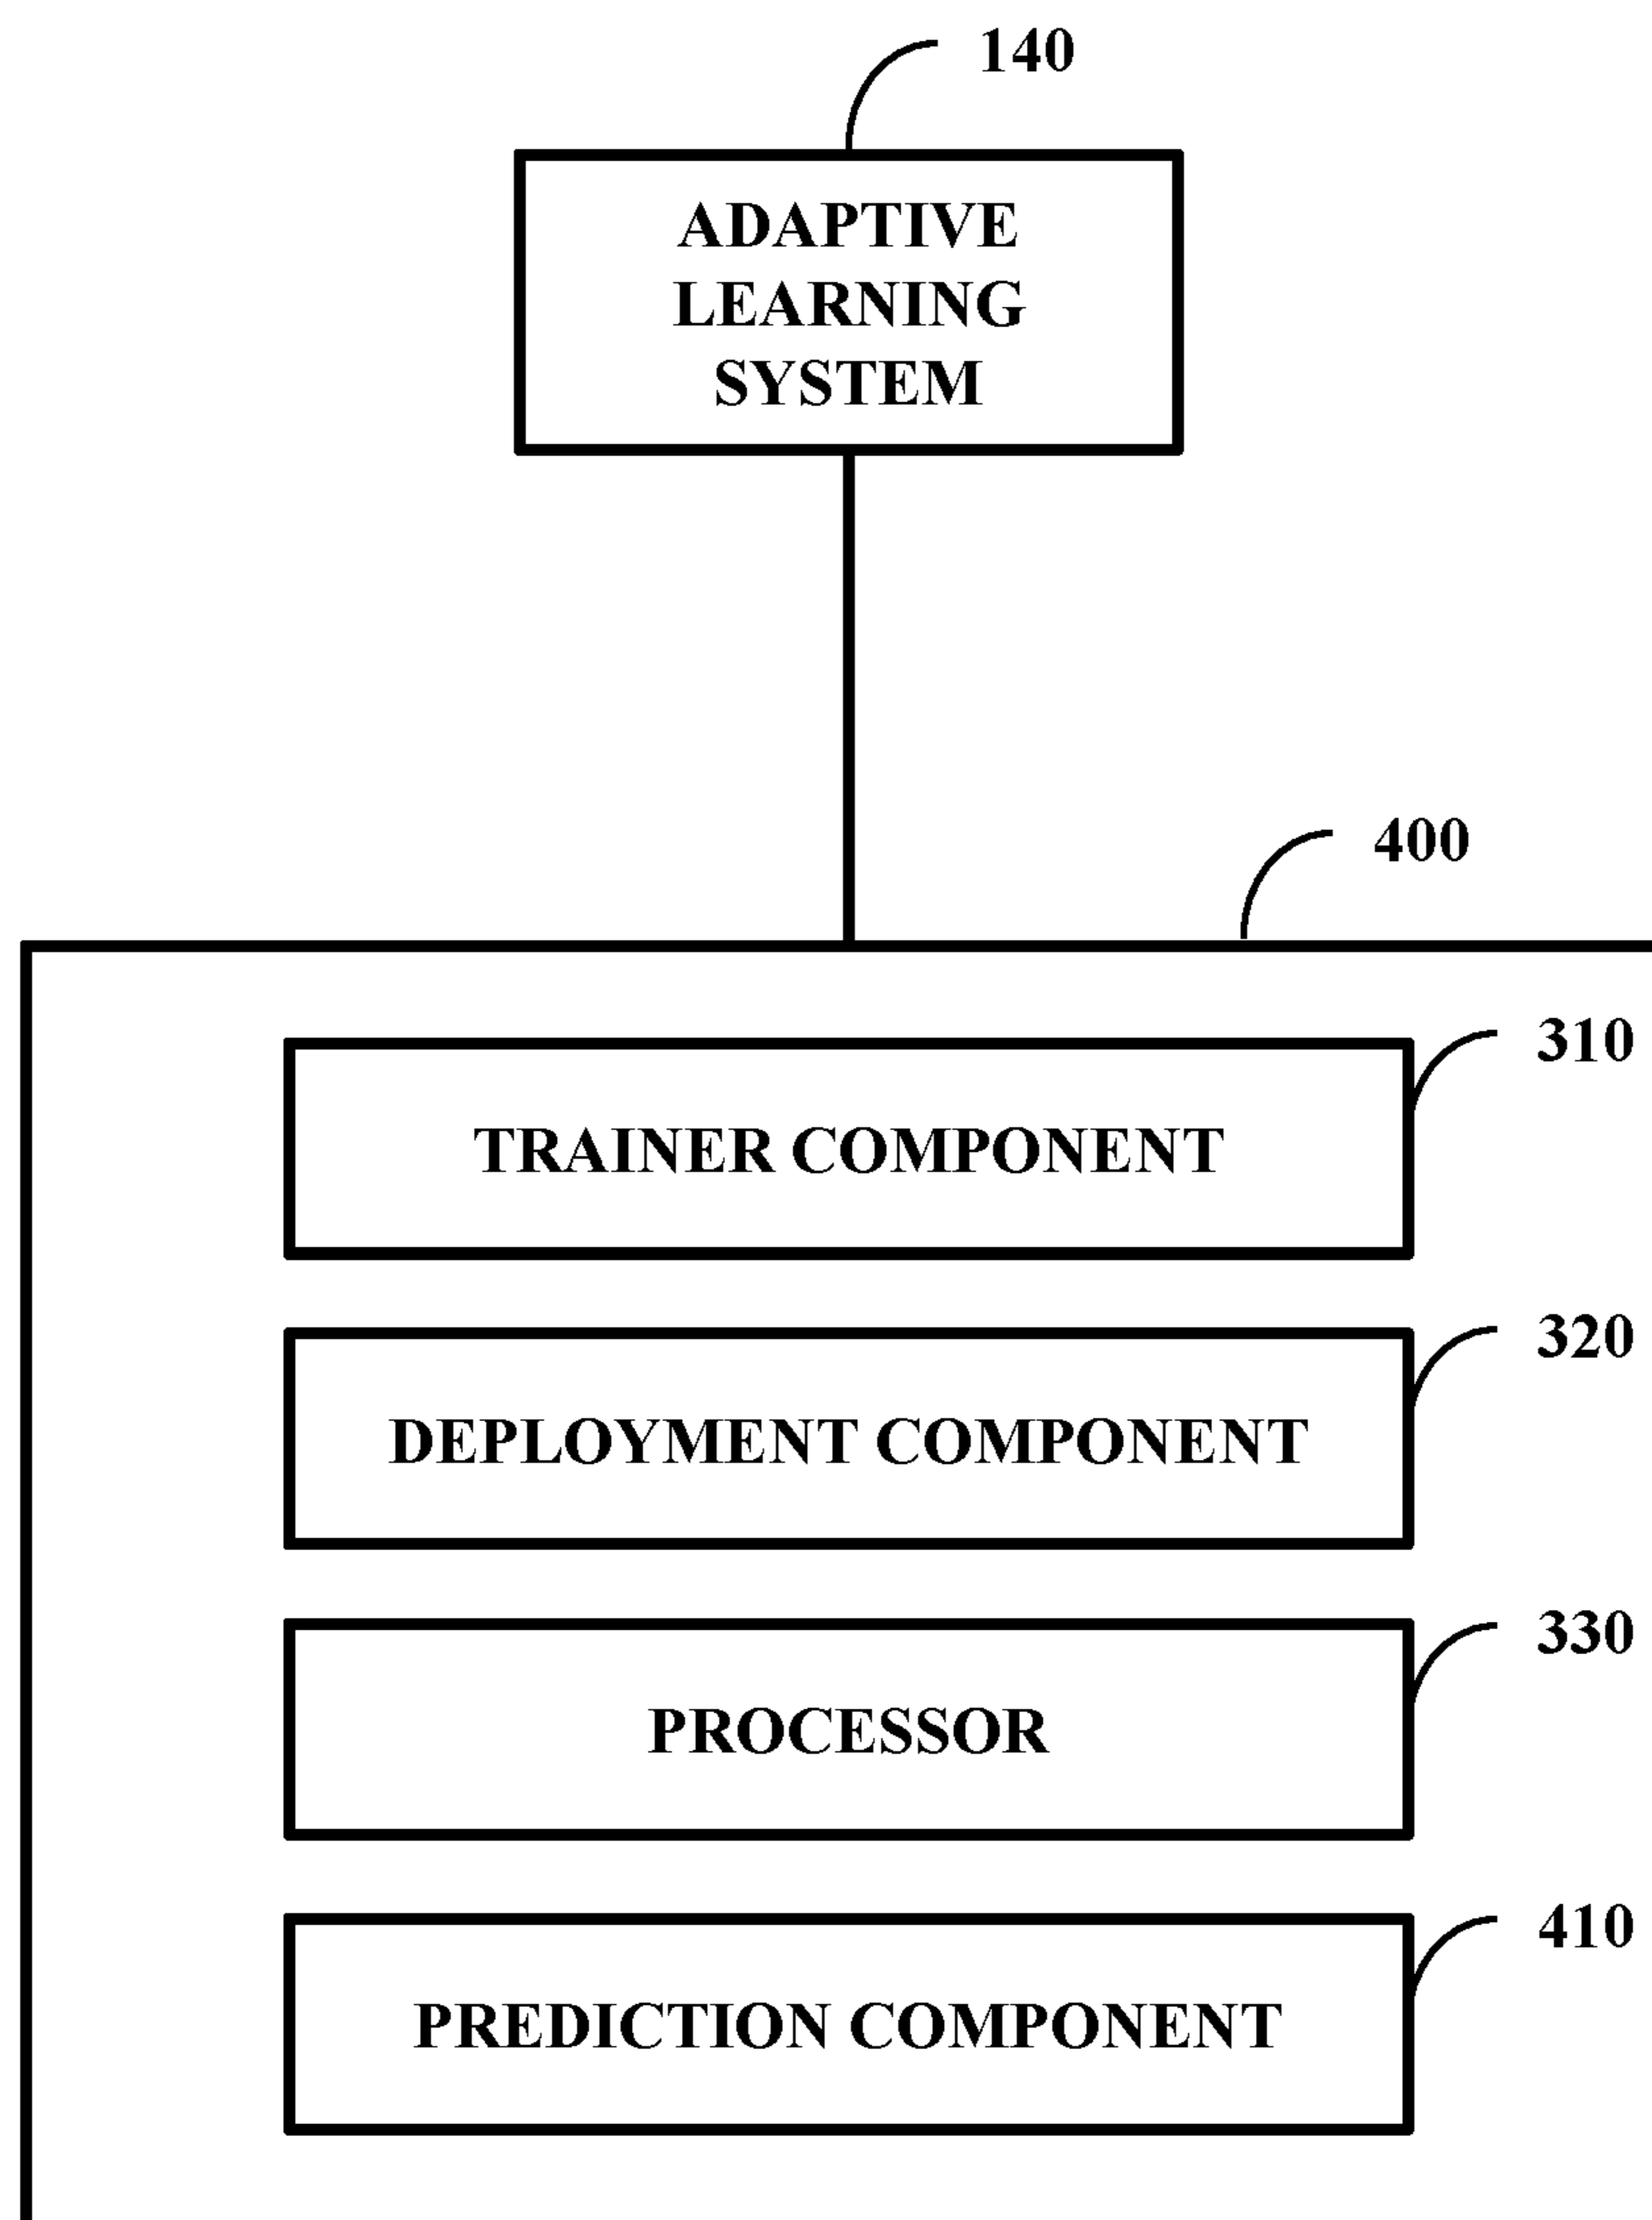 140
ADAPTIVE
LEARNING
SYSTEM
400
310
TRAINER COMPONENT
320
DEPLOYMENT COMPONENT
330
PROCESSOR
410
PREDICTION COMPONENT